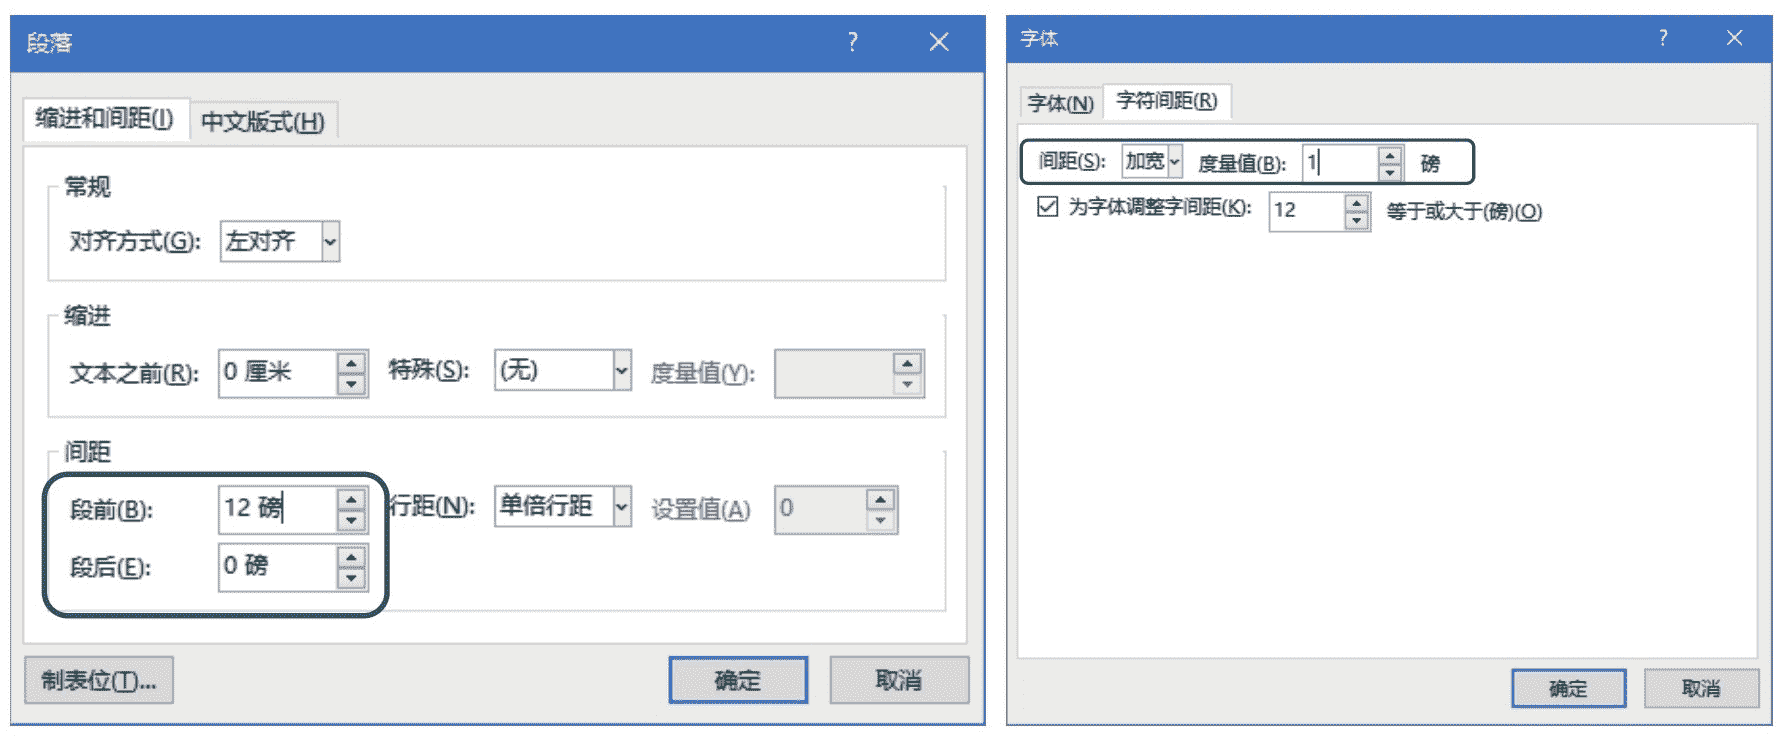 段落
缩进和间距(I) 中文版式(H)
常规
对齐方式(G): 左对齐
缩进
文本之前(R): 0 厘米 特殊(S): (无) 度量值(Y):
间距
段前(B): 12 磅 行距(N): 单倍行距 设置值(A) 0
段后(E): 0 磅
制表位(T)... 确定 取消
字体
字体(N) 字符间距(R)
间距(S): 加宽 度量值(B): 1 磅
为字体调整字间距(K): 12 等于或大于(磅)(O)
确定 取消